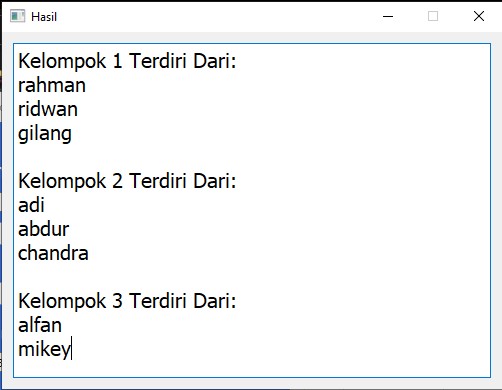 Hasil
Kelompok 1 Terdiri Dari:
rahman
ridwan
gilang

Kelompok 2 Terdiri Dari:
adi
abdur
chandra

Kelompok 3 Terdiri Dari:
alfan
mikey